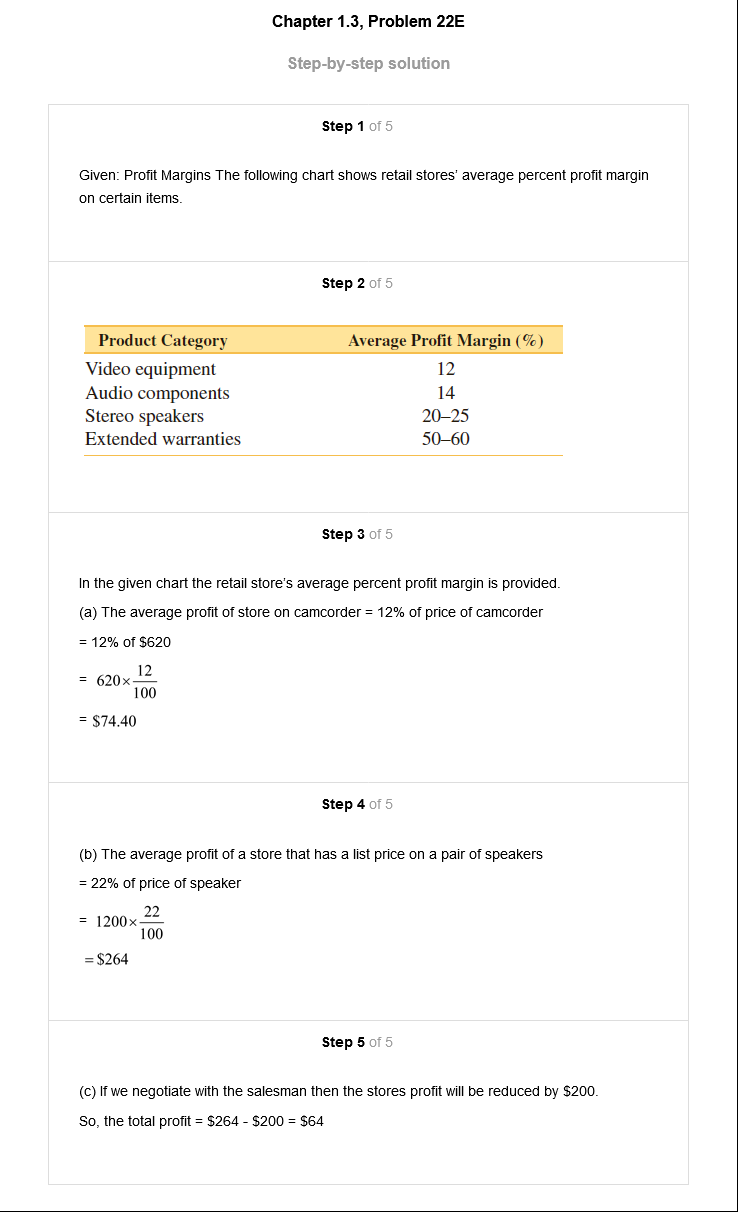 Chapter 1.3, Problem 22E
Step-by-step solution
Step 1 of 5
Given: Profit Margins The following chart shows retail stores' average percent profit margin
on certain items.
Step 2 of 5
Product Category Average Profit Margin (%)
Video equipment 12
Audio components 14
Stereo speakers 20–25
Extended warranties 50–60
Step 3 of 5
In the given chart the retail store's average percent profit margin is provided.
(a) The average profit of store on camcorder = 12% of price of camcorder
= 12% of $620
= 620× 12/100
= $74.40
Step 4 of 5
(b) The average profit of a store that has a list price on a pair of speakers
= 22% of price of speaker
= 1200× 22/100
= $264
Step 5 of 5
(c) If we negotiate with the salesman then the stores profit will be reduced by $200.
So, the total profit = $264 - $200 = $64